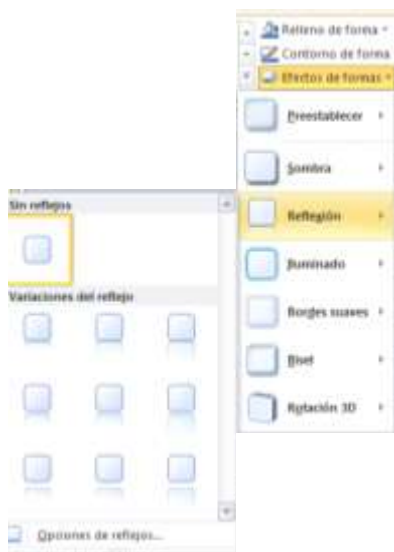 Relleno de forma
Contorno de forma
Efectos de formas
Preestablecer
Sombra
Reflegión
Iluminado
Bordes suaves
Bisel
Rotación 3D
Sin reflejos
Variaciones del reflejo
Opciones de reflejos...